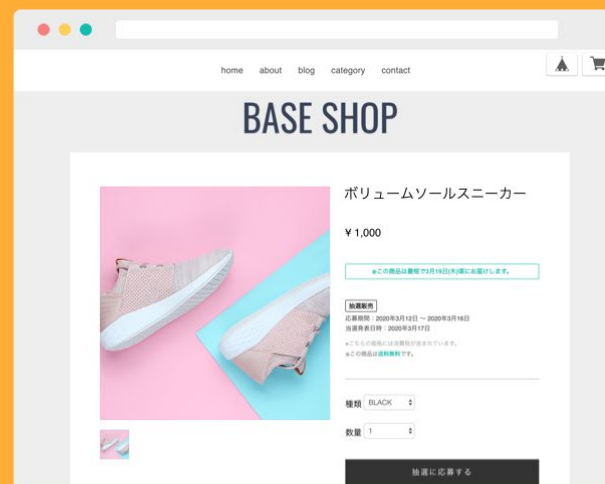 home about blog category contact
BASE SHOP
ボリュームソールスニーカー
¥ 1,000
※この商品は最短で3月19日(木)頃にお届けします。
抽選販売
応募期間：2020年3月12日 〜 2020年3月16日
当選発表日時：2020年3月17日
※こちらの価格には消費税が含まれています。
※この商品は送料無料です。
種類 BLACK
数量 1
抽選に応募する